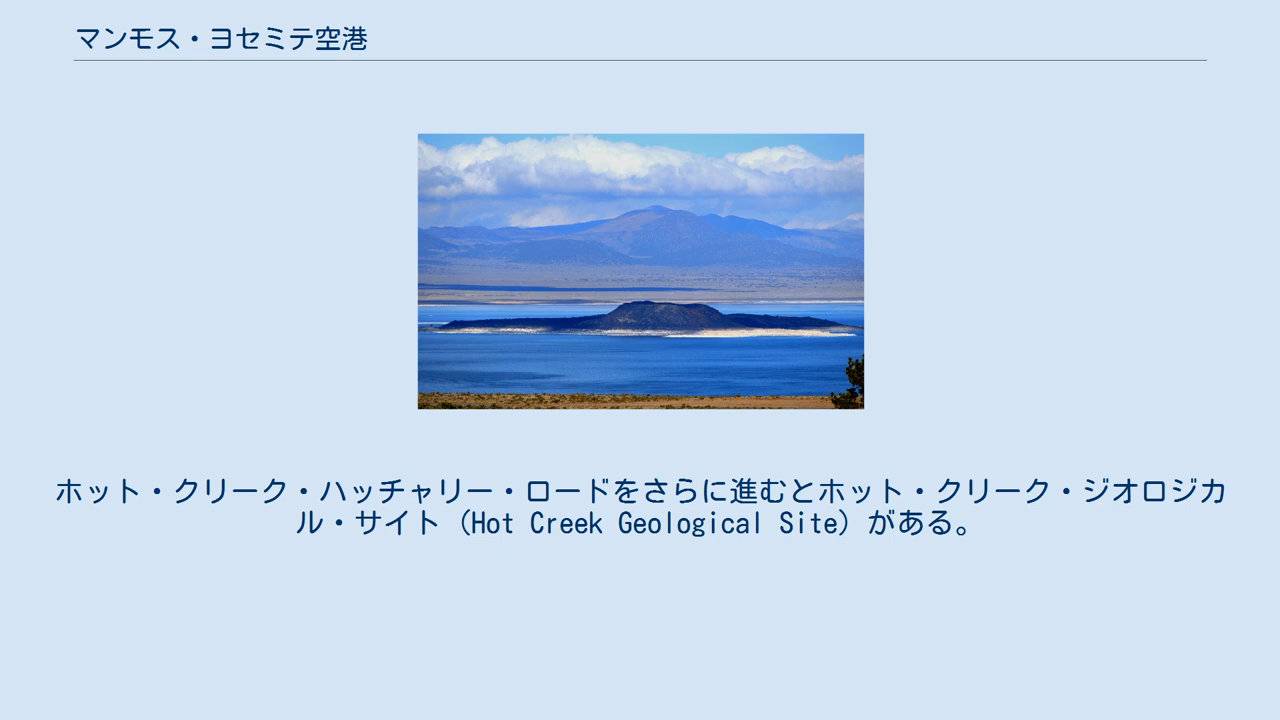 マンモス・ヨセミテ空港
ホット・クリーク・ハッチャリー・ロードをさらに進むとホット・クリーク・ジオロジカ
ル・サイト（Hot Creek Geological Site）がある。